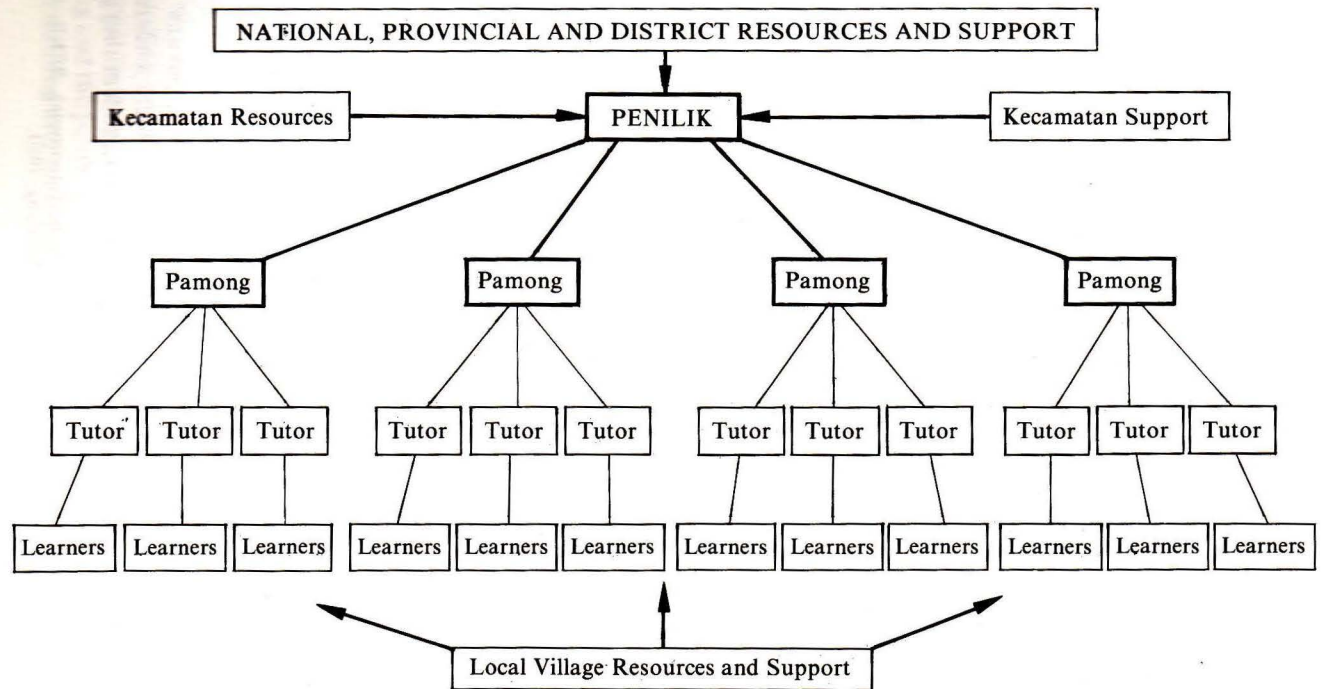 NATIONAL, PROVINCIAL AND DISTRICT RESOURCES AND SUPPORT
Kecamatan Resources
PENILIK
Kecamatan Support
Pamong
Pamong
Pamong
Pamong
Tutor
Tutor
Tutor
Tutor
Tutor
Tutor
Tutor
Tutor
Tutor
Tutor
Tutor
Tutor
Learners
Learners
Learners
Learners
Learners
Learners
Learners
Learners
Learners
Learners
Learners
Learners
Local Village Resources and Support